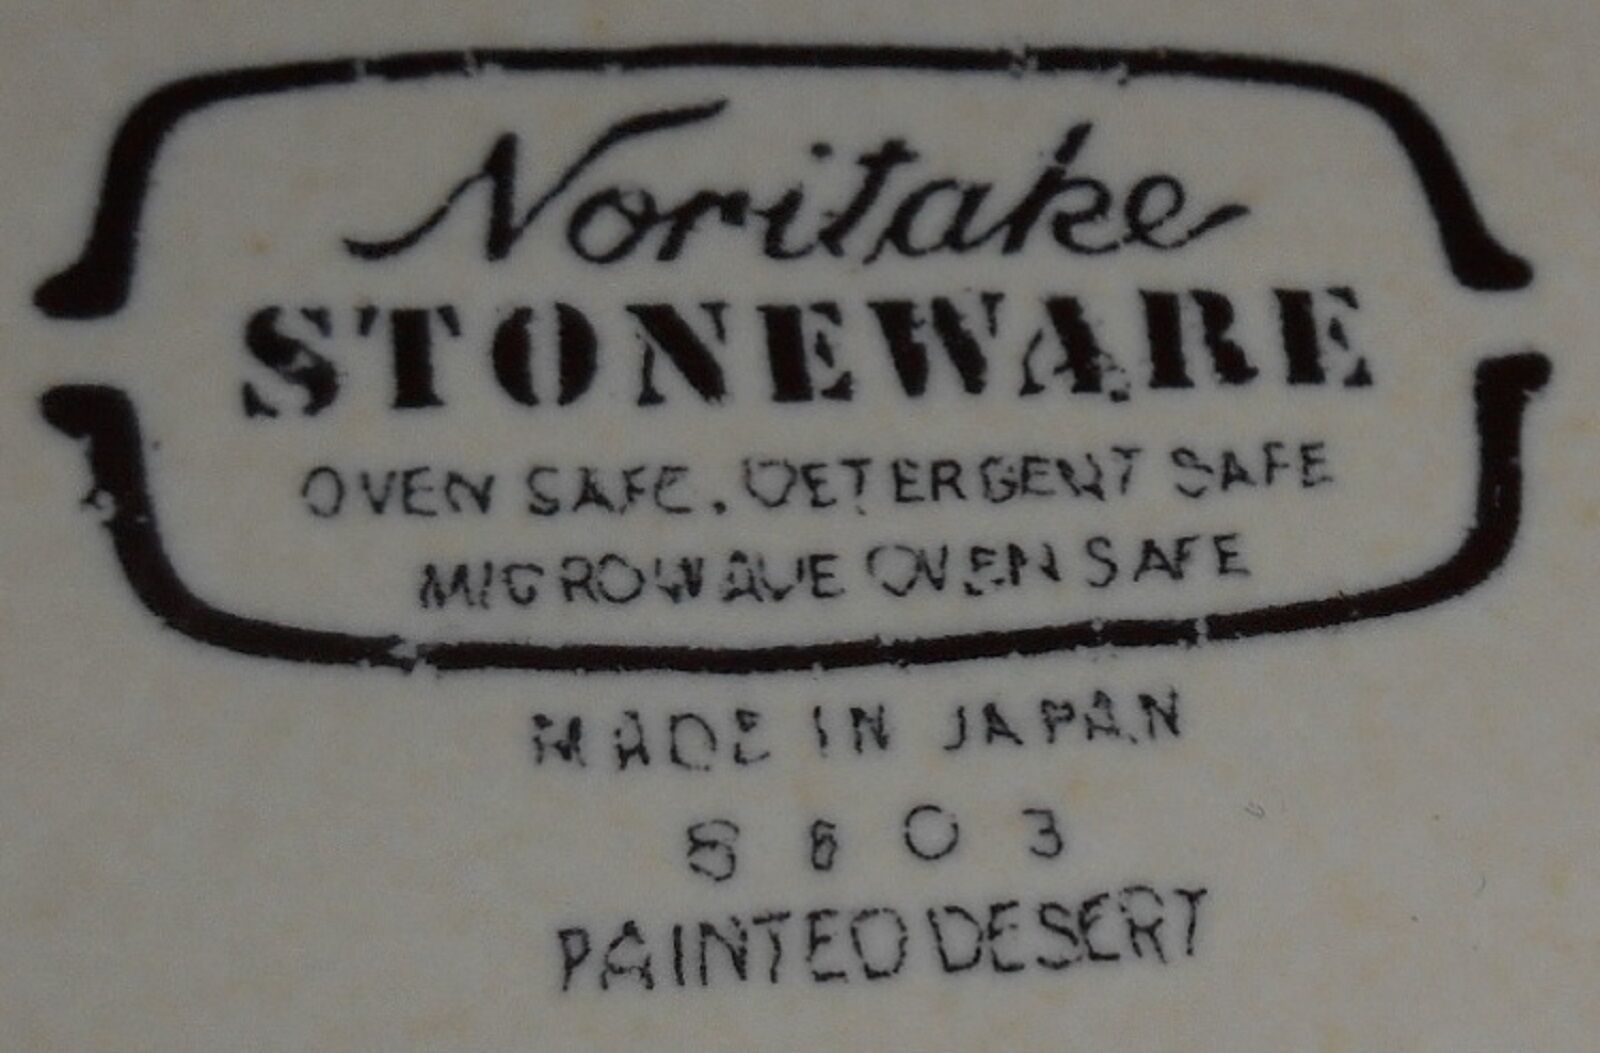 Noritake
STONEWARE
OVEN SAFE. DETERGENT SAFE
MICROWAVE OVEN SAFE
MADE IN JAPAN
8603
PAINTED DESERT